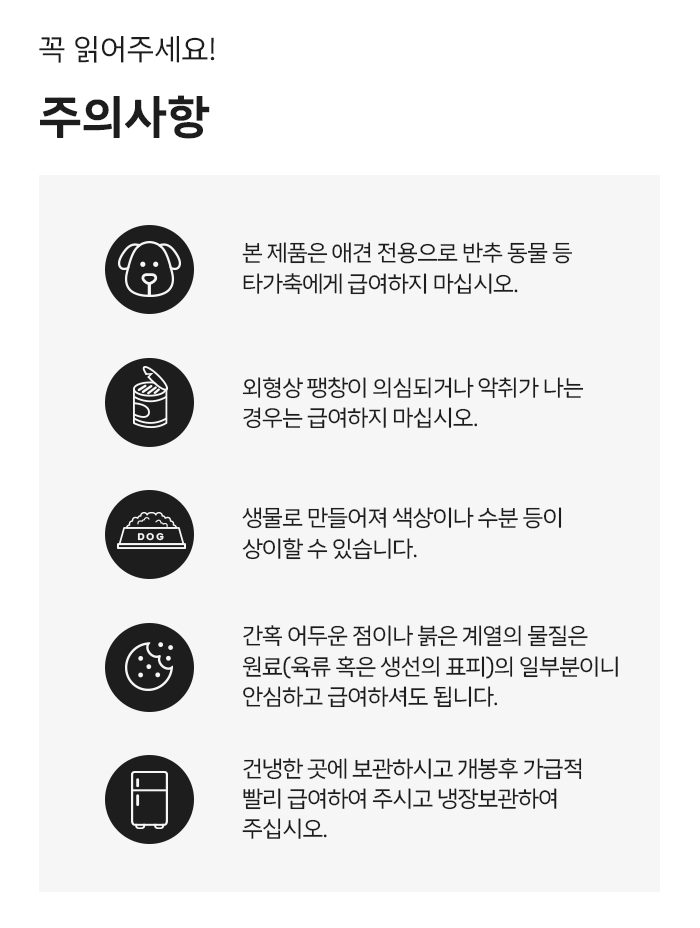 꼭 읽어주세요!
주의사항
본 제품은 애견 전용으로 반추 동물 등
타가축에게 급여하지 마십시오.
외형상 팽창이 의심되거나 악취가 나는
경우는 급여하지 마십시오.
DOG
생물로 만들어져 색상이나 수분 등이
상이할 수 있습니다.
간혹 어두운 점이나 붉은 계열의 물질은
원료(육류 혹은 생선의 표피)의 일부분이니
안심하고 급여하셔도 됩니다.
건냉한 곳에 보관하시고 개봉후 가급적
빨리 급여하여 주시고 냉장보관하여
주십시오.